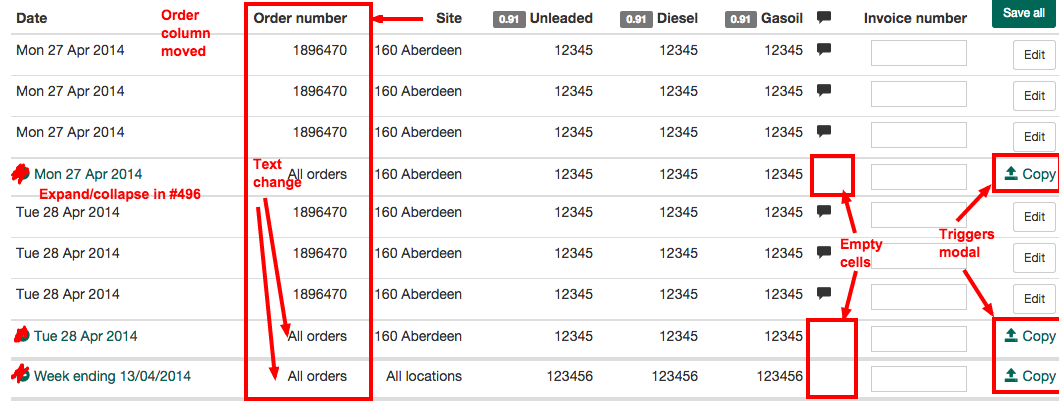 Date Order column moved Order number Site 0.91 Unleaded 0.91 Diesel 0.91 Gasoil Invoice number Save all
Mon 27 Apr 2014 1896470 160 Aberdeen 12345 12345 12345 Edit
Mon 27 Apr 2014 1896470 160 Aberdeen 12345 12345 12345 Edit
Mon 27 Apr 2014 1896470 160 Aberdeen 12345 12345 12345 Edit
Text change
Mon 27 Apr 2014 All orders 160 Aberdeen 12345 12345 12345 Copy
Expand/collapse in #496
Tue 28 Apr 2014 1896470 160 Aberdeen 12345 12345 12345 Edit
Empty cells
Triggers modal
Tue 28 Apr 2014 1896470 160 Aberdeen 12345 12345 12345 Edit
Tue 28 Apr 2014 1896470 160 Aberdeen 12345 12345 12345 Edit
Tue 28 Apr 2014 All orders 160 Aberdeen 12345 12345 12345 Copy
Week ending 13/04/2014 All orders All locations 123456 123456 123456 Copy